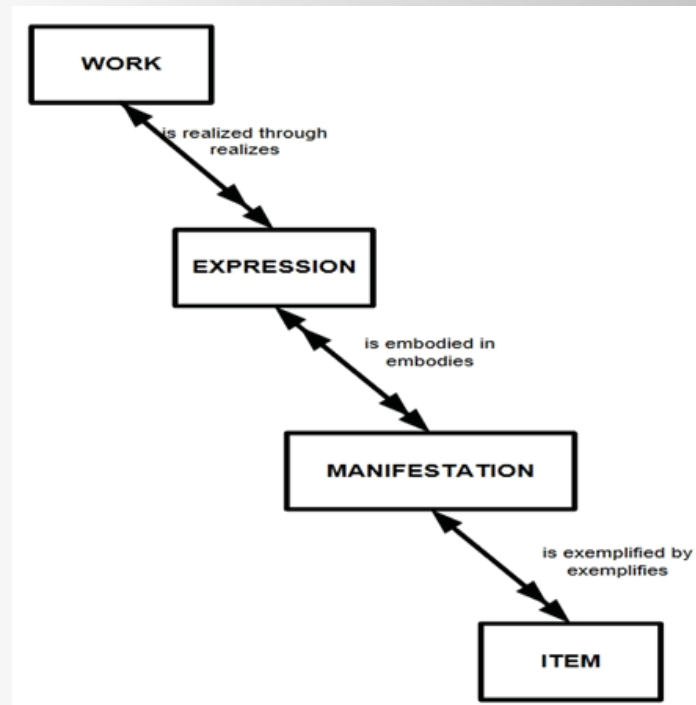 WORK
is realized through
realizes
EXPRESSION
is embodied in
embodies
MANIFESTATION
is exemplified by
exemplifies
ITEM